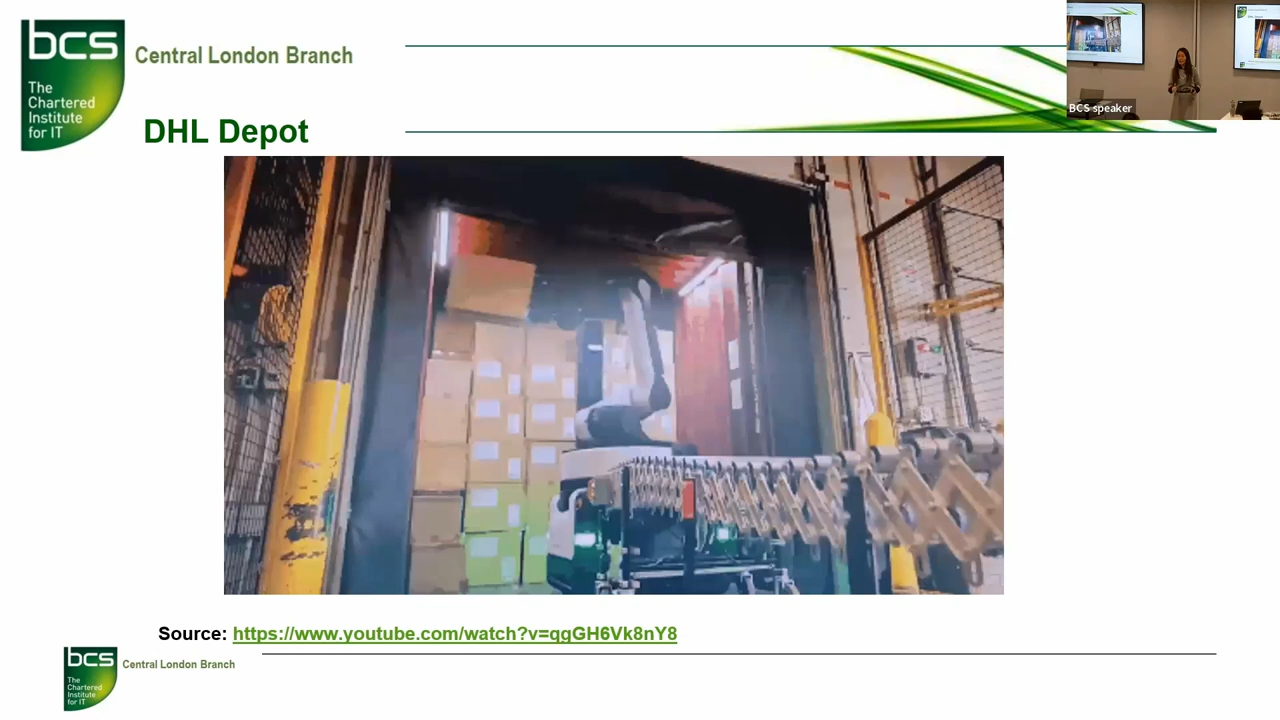 bcs
The
Chartered
Institute
for IT
Central London Branch
BCS speaker
DHL Depot
Source: https://www.youtube.com/watch?v=qgGH6Vk8nY8
bcs
The
Chartered
Institute
for IT
Central London Branch